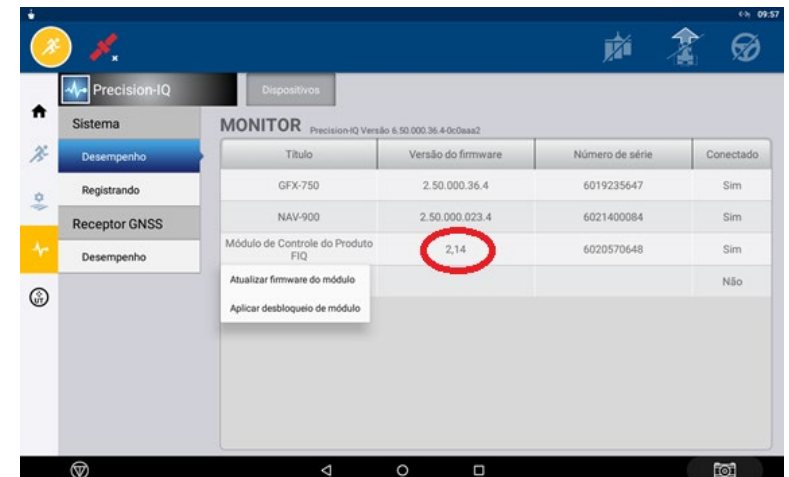 09:57
Precision-IQ
Dispositivos
Sistema
Desempenho
Registrando
Receptor GNSS
Desempenho
MONITOR Precision-IQ Versão 6.50.000.36.4-0c0aaa2
Título Versão do firmware Número de série Conectado
GFX-750 2.50.000.36.4 6019235647 Sim
NAV-900 2.50.000.023.4 6021400084 Sim
Módulo de Controle do Produto
FIQ 2,14 6020570648 Sim
Não
Atualizar firmware do módulo
Aplicar desbloqueio de módulo
UT